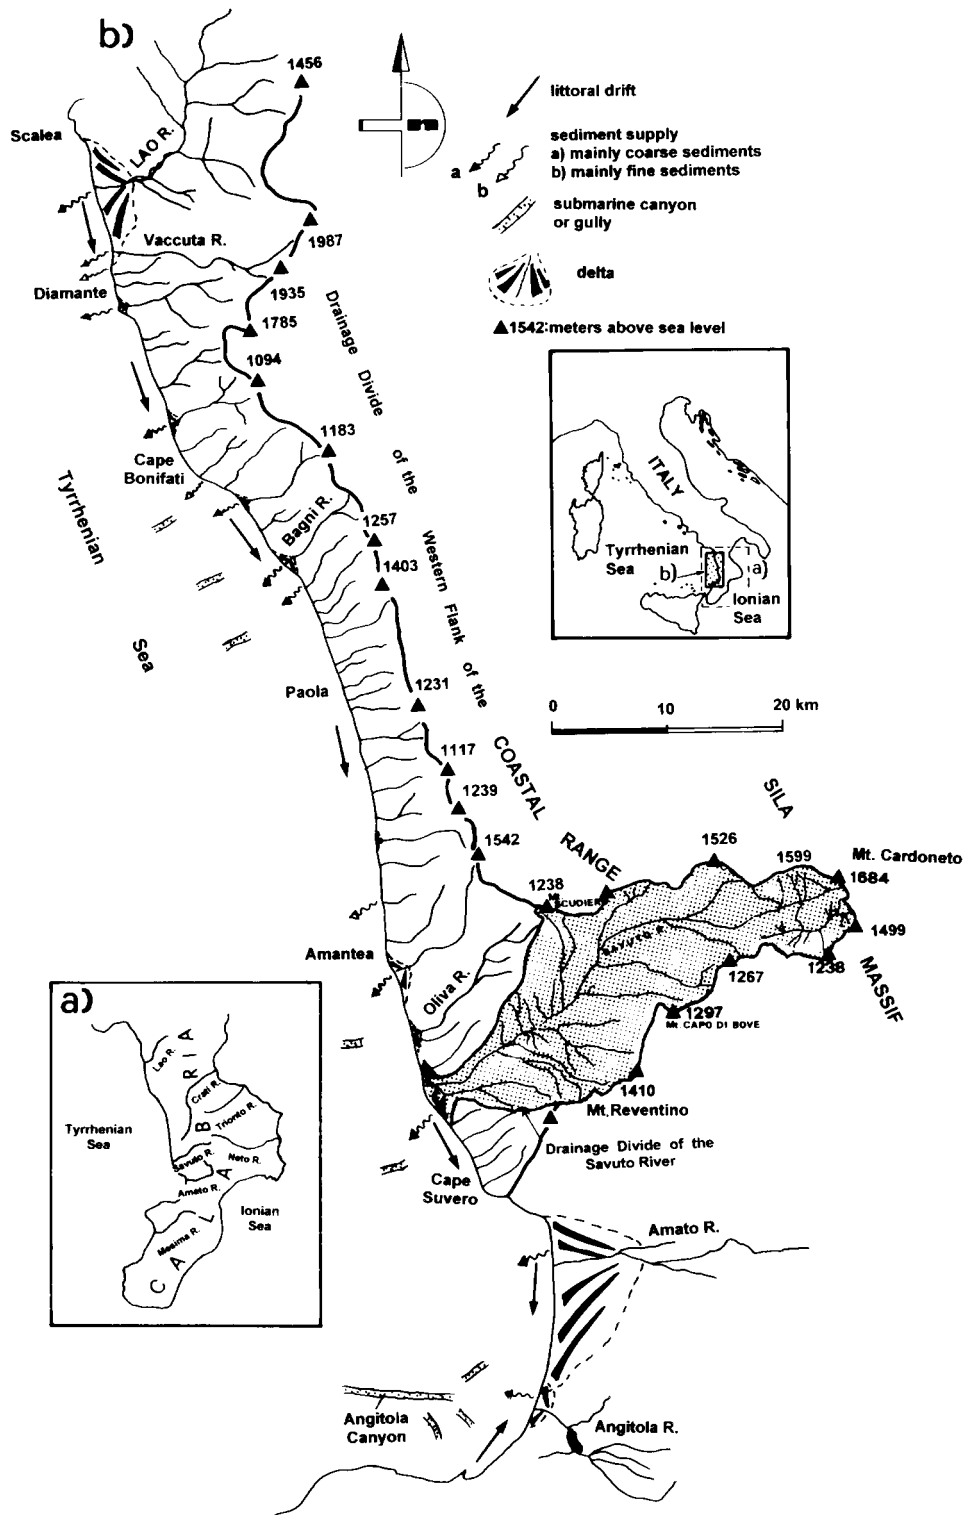 b)
1456
Scalea
LAO R.
littoral drift
sediment supply
a) mainly coarse sediments
b) mainly fine sediments
a
b
submarine canyon
or gully
delta
1542:meters above sea level
Vaccuta R.
1987
Diamante
1935
1785
1094
Drainage Divide of the Western Flank of the
COASTAL RANGE
1183
Cape
Bonifati
Tyrrhenian
Sea
Bagni R.
1257
1403
ITALY
Tyrrhenian
Sea
b)
a)
Ionian
Sea
Paola
1231
0 10 20 km
1117
1239
1542
SILA
MASSIF
1526
1599
Mt. Cardoneto
1684
1238
1499
SAVUTO R.
1238
1267
Amantea
Oliva R.
1297
Mt. CAPO DI BOVE
1410
Mt. Reventino
Drainage Divide of the
Savuto River
Cape
Suvero
a)
Lao R.
CALABRIA
Crati R.
Trionto R.
Tyrrhenian
Sea
Savuto R.
Neto R.
Amato R.
Ionian
Sea
Mesima R.
Amato R.
Angitola
Canyon
Angitola R.